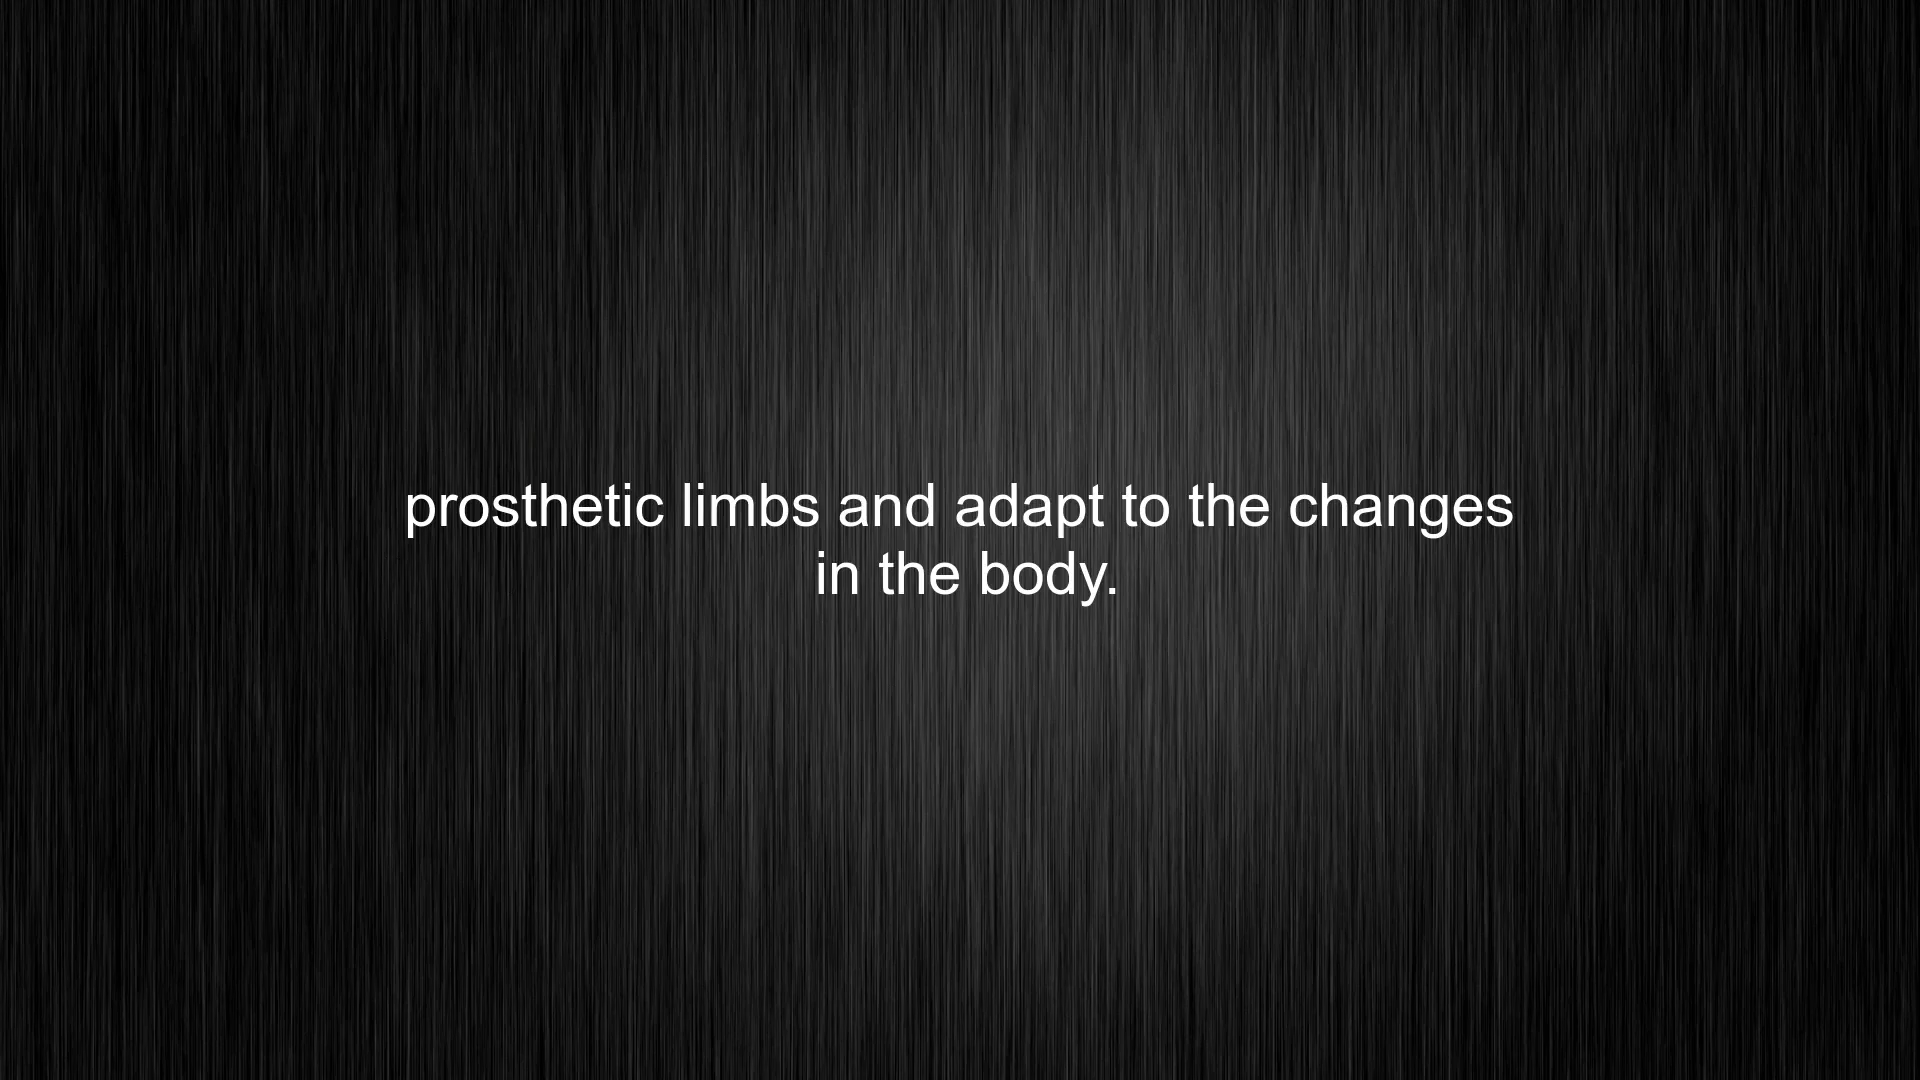 prosthetic limbs and adapt to the changes
in the body.